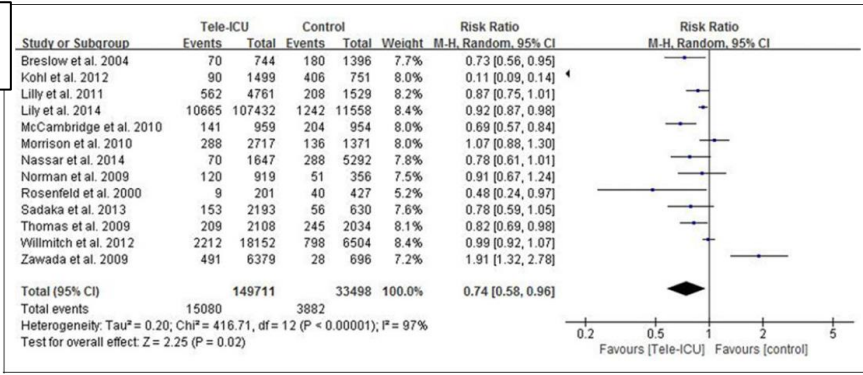 Tele-ICU Control Risk Ratio Risk Ratio
Study or Subgroup Events Total Events Total Weight M-H, Random, 95% CI M-H, Random, 95% CI
Breslow et al. 2004 70 744 180 1396 7.7% 0.73 [0.56, 0.95]
Kohl et al. 2012 90 1499 406 751 7.9% 0.11 [0.09, 0.14]
Lilly et al. 2011 562 4761 208 1529 8.1% 0.87 [0.75, 1.01]
Lily et al. 2014 10665 107432 1242 11558 8.3% 0.92 [0.87, 0.98]
McCambridge et al. 2010 141 959 204 954 8.0% 0.69 [0.57, 0.84]
Morrison et al. 2010 288 2717 136 1371 8.0% 1.07 [0.88, 1.30]
Nassar et al. 2014 70 1647 288 5292 7.8% 0.78 [0.61, 1.01]
Norman et al. 2009 120 919 51 356 7.6% 0.91 [0.67, 1.24]
Rosenfeld et al. 2000 9 201 40 427 5.5% 0.48 [0.24, 0.97]
Sadaka et al. 2013 153 2193 56 630 7.6% 0.78 [0.59, 1.05]
Thomas et al. 2009 209 2108 245 2034 8.0% 0.82 [0.69, 0.98]
Willmitch et al. 2012 2212 18152 798 6504 8.3% 0.99 [0.92, 1.07]
Zawada et al. 2009 491 6379 28 696 7.2% 1.91 [1.32, 2.78]
Total (95% CI) 149711 33498 100.0% 0.74 [0.58, 0.96]
Total events 15080 3882
Heterogeneity: Tau² = 0.20; Chi² = 416.71, df = 12 (P < 0.00001); I² = 97%
Test for overall effect: Z = 2.25 (P = 0.02)
0.2 0.5 1 2 5
Favours [Tele-ICU] Favours [control]